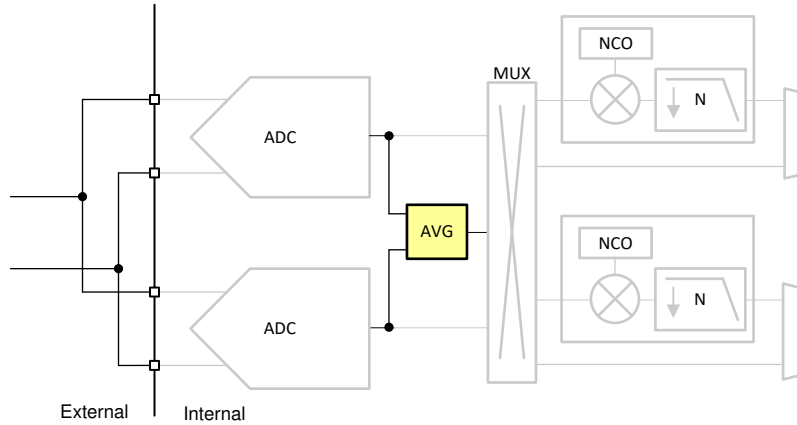 NCO
MUX
N
ADC
AVG
NCO
N
ADC
External
Internal